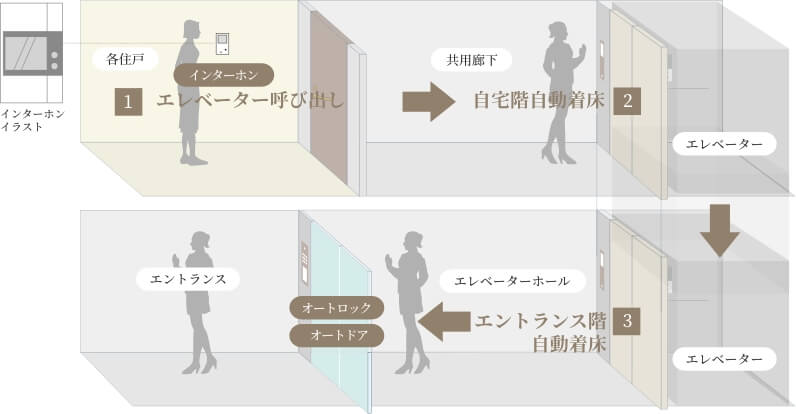 インターホン
イラスト
各住戸
インターホン
1 エレベーター呼び出し
共用廊下
自宅階自動着床 2
エレベーター
エントランス
オートロック
オートドア
エレベーターホール
エントランス階 3
自動着床
エレベーター